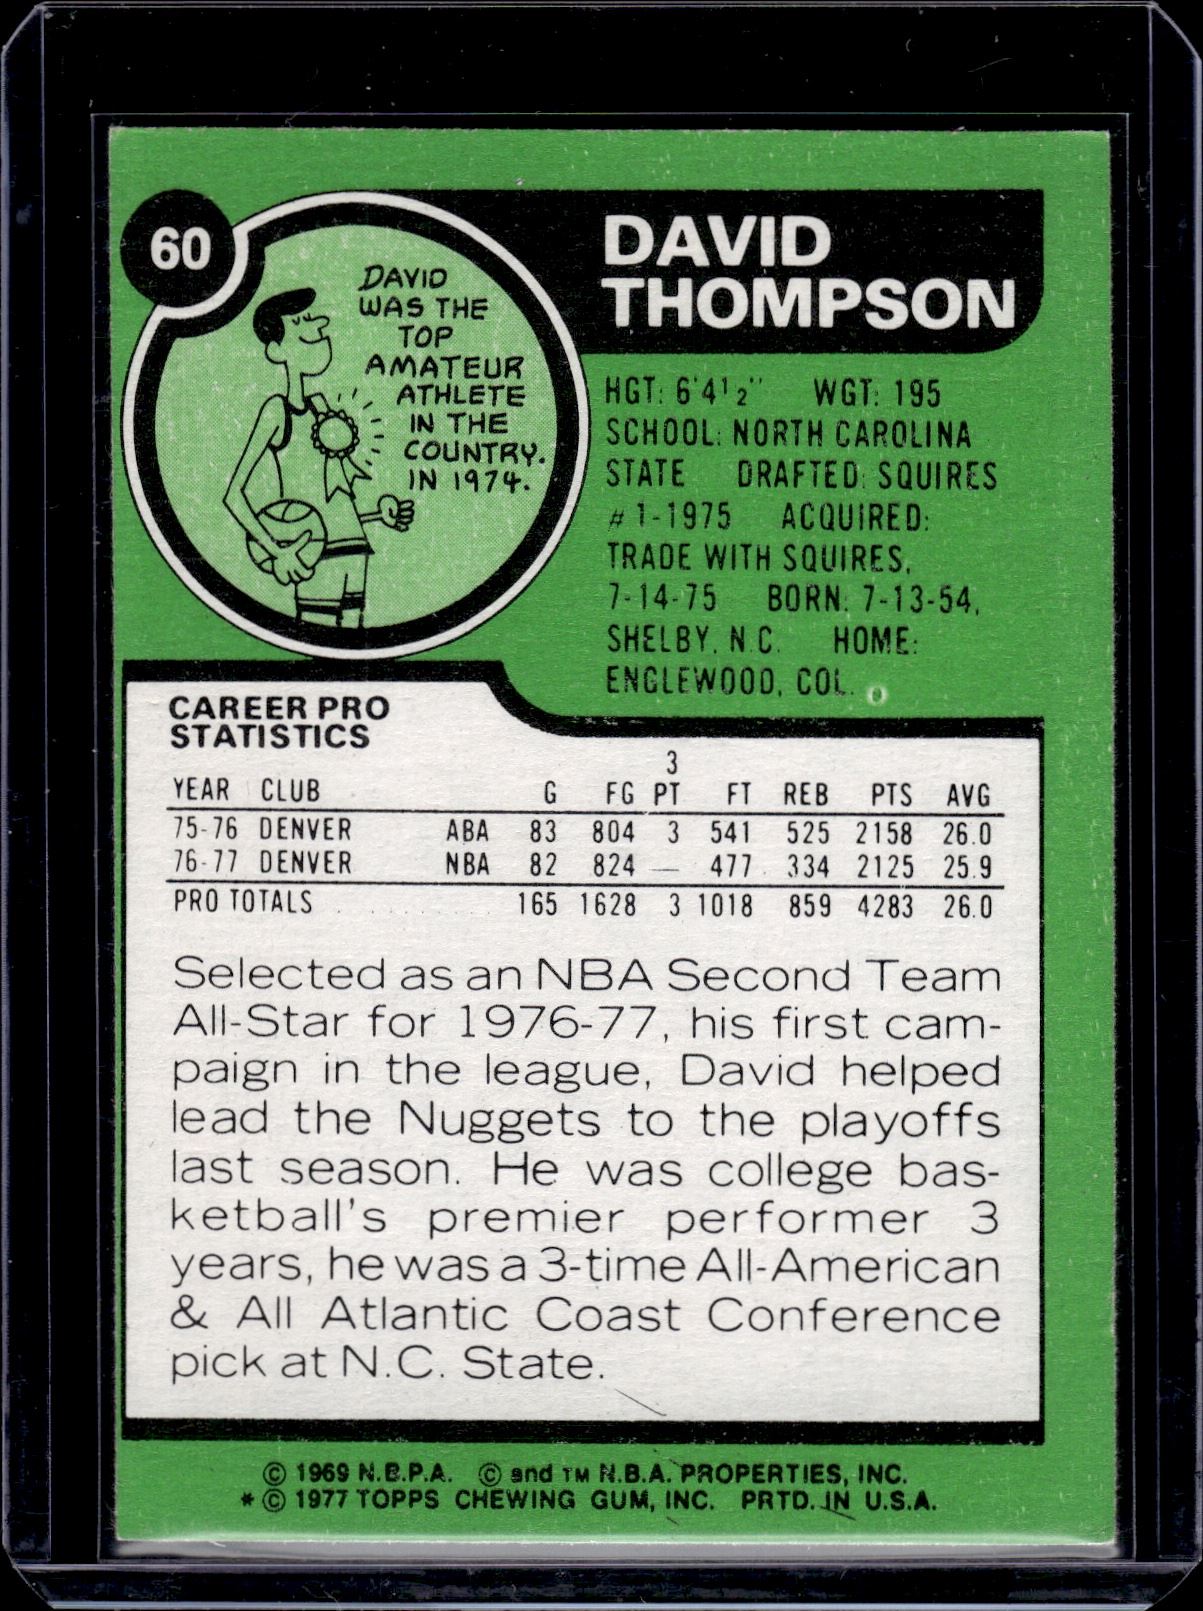 60
DAVID
THOMPSON
DAVID
WAS THE
TOP
AMATEUR
ATHLETE
IN THE
COUNTRY.
IN 1974.
HGT: 6'4½" WGT: 195
SCHOOL: NORTH CAROLINA
STATE DRAFTED: SQUIRES
#1-1975 ACQUIRED:
TRADE WITH SQUIRES,
7-14-75 BORN: 7-13-54,
SHELBY, N.C. HOME:
ENGLEWOOD, COL.
CAREER PRO
STATISTICS
3
YEAR CLUB G FG PT FT REB PTS AVG
75-76 DENVER ABA 83 804 3 541 525 2158 26.0
76-77 DENVER NBA 82 824 — 477 334 2125 25.9
PRO TOTALS . . . . . . . . . . 165 1628 3 1018 859 4283 26.0
Selected as an NBA Second Team
All-Star for 1976-77, his first cam-
paign in the league, David helped
lead the Nuggets to the playoffs
last season. He was college bas-
ketball's premier performer 3
years, he was a 3-time All-American
& All Atlantic Coast Conference
pick at N.C. State.
© 1969 N.B.P.A. © and TM N.B.A. PROPERTIES, INC.
* © 1977 TOPPS CHEWING GUM, INC. PRTD. IN U.S.A.